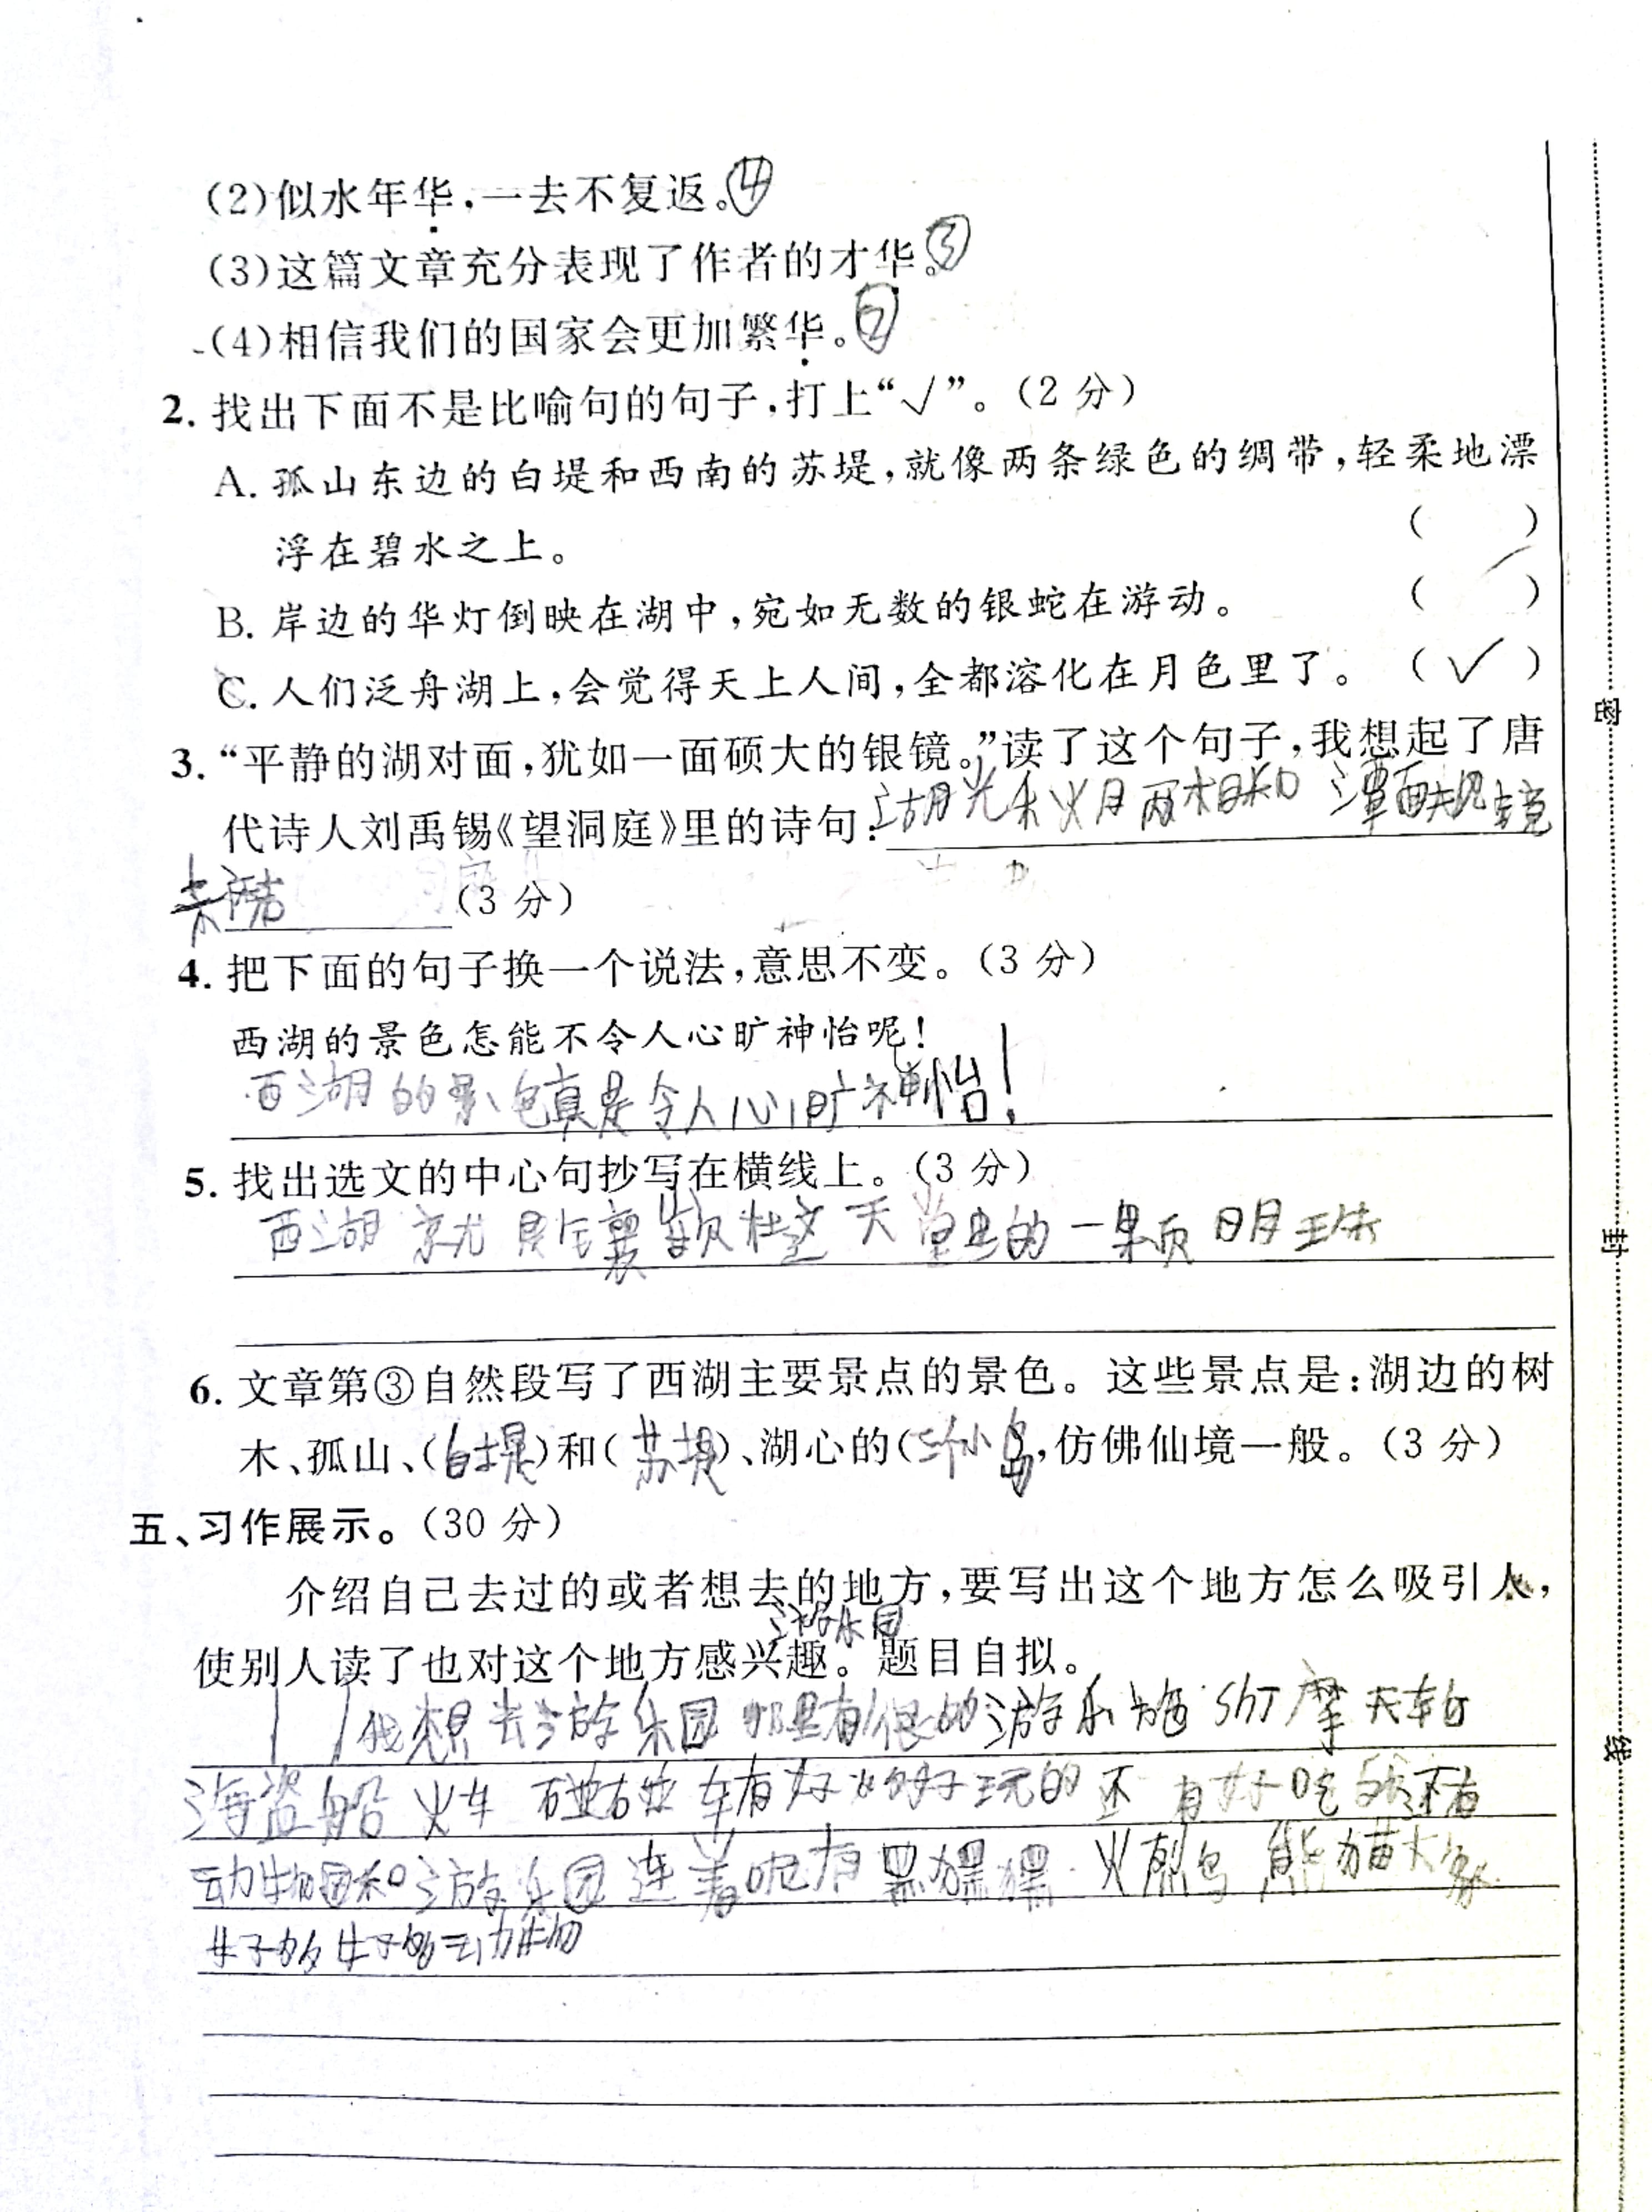 (2)似水年华,一去不复返。④
(3)这篇文章充分表现了作者的才华。③
(4)相信我们的国家会更加繁华。②
2. 找出下面不是比喻句的句子,打上“√”。(2 分)
A. 孤山东边的白堤和西南的苏堤,就像两条绿色的绸带,轻柔地漂
浮在碧水之上。 ( )
B. 岸边的华灯倒映在湖中,宛如无数的银蛇在游动。 ( )
C. 人们泛舟湖上,会觉得天上人间,全都溶化在月色里了。 (√)
3. “平静的湖对面,犹如一面硕大的银镜。”读了这个句子,我想起了唐
代诗人刘禹锡《望洞庭》里的诗句:湖光秋月两相和 潭面 镜
(3 分)
4. 把下面的句子换一个说法,意思不变。(3 分)
西湖的景色怎能不令人心旷神怡呢!
西湖的景色真是令人心旷神怡!
5. 找出选文的中心句抄写在横线上。(3 分)
西湖就是镶嵌在这天堂里的一颗明珠
6. 文章第③自然段写了西湖主要景点的景色。这些景点是:湖边的树
木、孤山、(白堤)和(苏堤)、湖心的(三个小岛,仿佛仙境一般。(3 分)
五、习作展示。(30 分)
介绍自己去过的或者想去的地方,要写出这个地方怎么吸引人,
使别人读了也对这个地方感兴趣。题目自拟。
游乐园
我想去游乐园那里有很的游乐 摩天轮
海盗船 火车 碰碰车有好 好玩的还有好吃 还有
动物园和游乐园连着呢有黑猩猩 火烈鸟 熊猫大象
好多好多动物
密
封
线